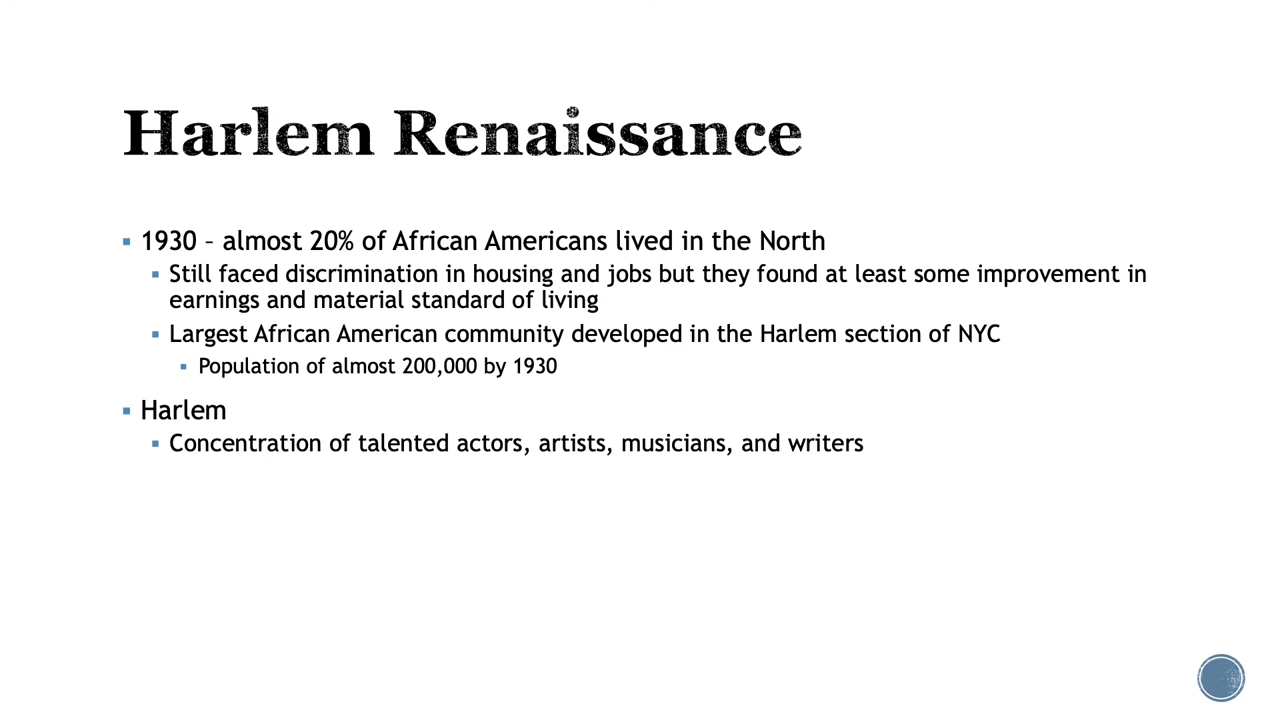 Harlem Renaissance
▪ 1930 – almost 20% of African Americans lived in the North
▪ Still faced discrimination in housing and jobs but they found at least some improvement in
earnings and material standard of living
▪ Largest African American community developed in the Harlem section of NYC
▪ Population of almost 200,000 by 1930
▪ Harlem
▪ Concentration of talented actors, artists, musicians, and writers